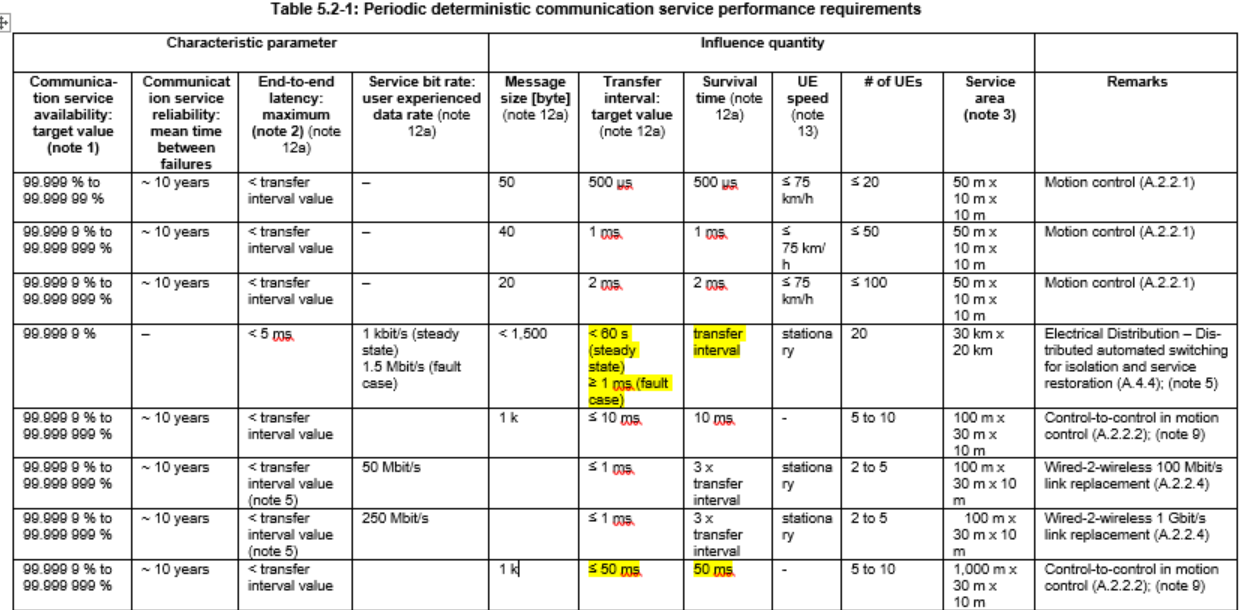 Table 5.2-1: Periodic deterministic communication service performance requirements
Characteristic parameter
Influence quantity
Communica-
tion service
availability:
target value
(note 1)
Communicat
ion service
reliability:
mean time
between
failures
End-to-end
latency:
maximum
(note 2) (note
12a)
Service bit rate:
user experienced
data rate (note
12a)
Message
size [byte]
(note 12a)
Transfer
interval:
target value
(note 12a)
Survival
time (note
12a)
UE
speed
(note
13)
# of UEs
Service
area
(note 3)
Remarks
99.999 % to
99.999 99 %
~ 10 years
< transfer
interval value
–
50
500 μs
500 μs
≤ 75
km/h
≤ 20
50 m x
10 m x
10 m
Motion control (A.2.2.1)
99.999 9 % to
99.999 999 %
~ 10 years
< transfer
interval value
–
40
1 ms
1 ms
≤
75 km/
h
≤ 50
50 m x
10 m x
10 m
Motion control (A.2.2.1)
99.999 9 % to
99.999 999 %
~ 10 years
< transfer
interval value
–
20
2 ms
2 ms
≤ 75
km/h
≤ 100
50 m x
10 m x
10 m
Motion control (A.2.2.1)
99.999 9 %
–
< 5 ms
1 kbit/s (steady
state)
1.5 Mbit/s (fault
case)
< 1,500
< 60 s
(steady
state)
≥ 1 ms (fault
case)
transfer
interval
stationa
ry
20
30 km x
20 km
Electrical Distribution – Dis-
tributed automated switching
for isolation and service
restoration (A.4.4); (note 5)
99.999 9 % to
99.999 999 %
~ 10 years
< transfer
interval value
1 k
≤ 10 ms
10 ms
-
5 to 10
100 m x
30 m x
10 m
Control-to-control in motion
control (A.2.2.2); (note 9)
99.999 9 % to
99.999 999 %
~ 10 years
< transfer
interval value
(note 5)
50 Mbit/s
≤ 1 ms
3 x
transfer
interval
stationa
ry
2 to 5
100 m x
30 m x 10
m
Wired-2-wireless 100 Mbit/s
link replacement (A.2.2.4)
99.999 9 % to
99.999 999 %
~ 10 years
< transfer
interval value
(note 5)
250 Mbit/s
≤ 1 ms
3 x
transfer
interval
stationa
ry
2 to 5
100 m x
30 m x 10
m
Wired-2-wireless 1 Gbit/s
link replacement (A.2.2.4)
99.999 9 % to
99.999 999 %
~ 10 years
< transfer
interval value
1 k
≤ 50 ms
50 ms
-
5 to 10
1,000 m x
30 m x
10 m
Control-to-control in motion
control (A.2.2.2); (note 9)